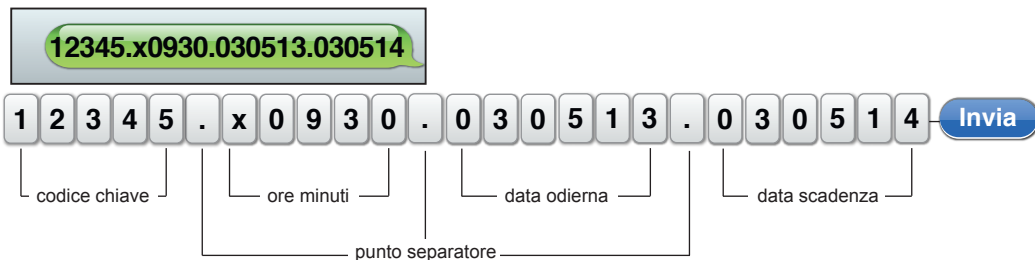 12345.x0930.030513.030514
1 2 3 4 5 . x 0 9 3 0 . 0 3 0 5 1 3 . 0 3 0 5 1 4 Invia
codice chiave ore minuti data odierna data scadenza
punto separatore